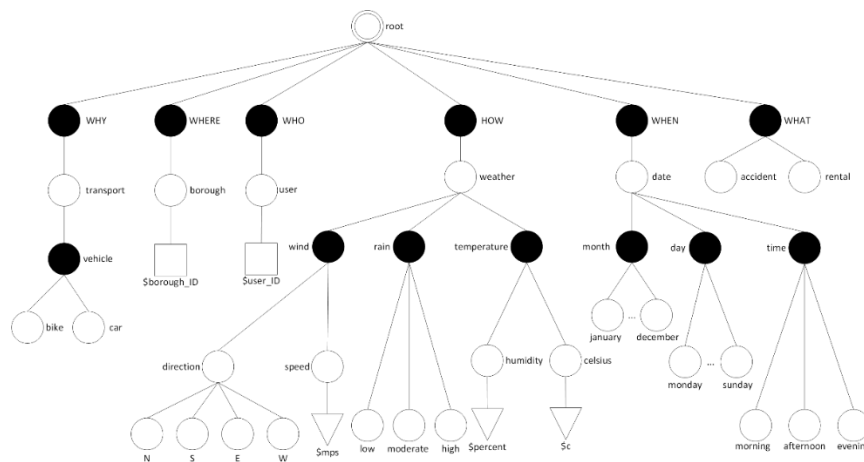 root
WHY WHERE WHO HOW WHEN WHAT
transport borough user weather date accident rental
vehicle wind rain temperature month day time
$borough_ID $user_ID
bike car january ... december
direction speed humidity celsius monday ... sunday
N S E W $mps low moderate high $percent $c morning afternoon evening